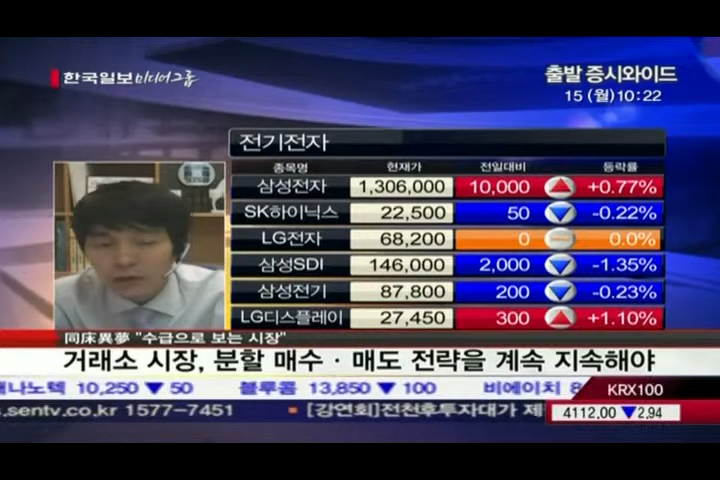 한국일보 미디어그룹
출발 증시와이드
15 (월) 10:22
전기전자
종목명 현재가 전일대비 등락률
삼성전자 1,306,000 10,000 ▲ +0.77%
SK하이닉스 22,500 50 ▼ -0.22%
LG전자 68,200 0 - 0.0%
삼성SDI 146,000 2,000 ▼ -1.35%
삼성전기 87,800 200 ▼ -0.23%
LG디스플레이 27,450 300 ▲ +1.10%
同床異夢 "수급으로 보는 시장"
거래소 시장, 분할 매수 · 매도 전략을 계속 지속해야
나노텍 10,250 ▼ 50 블루콤 13,850 ▼ 100 비에이치 8
KRX100
s.sentv.co.kr 1577-7451 [강연회]전천후투자대가 제
4112.00 ▼ 2.94